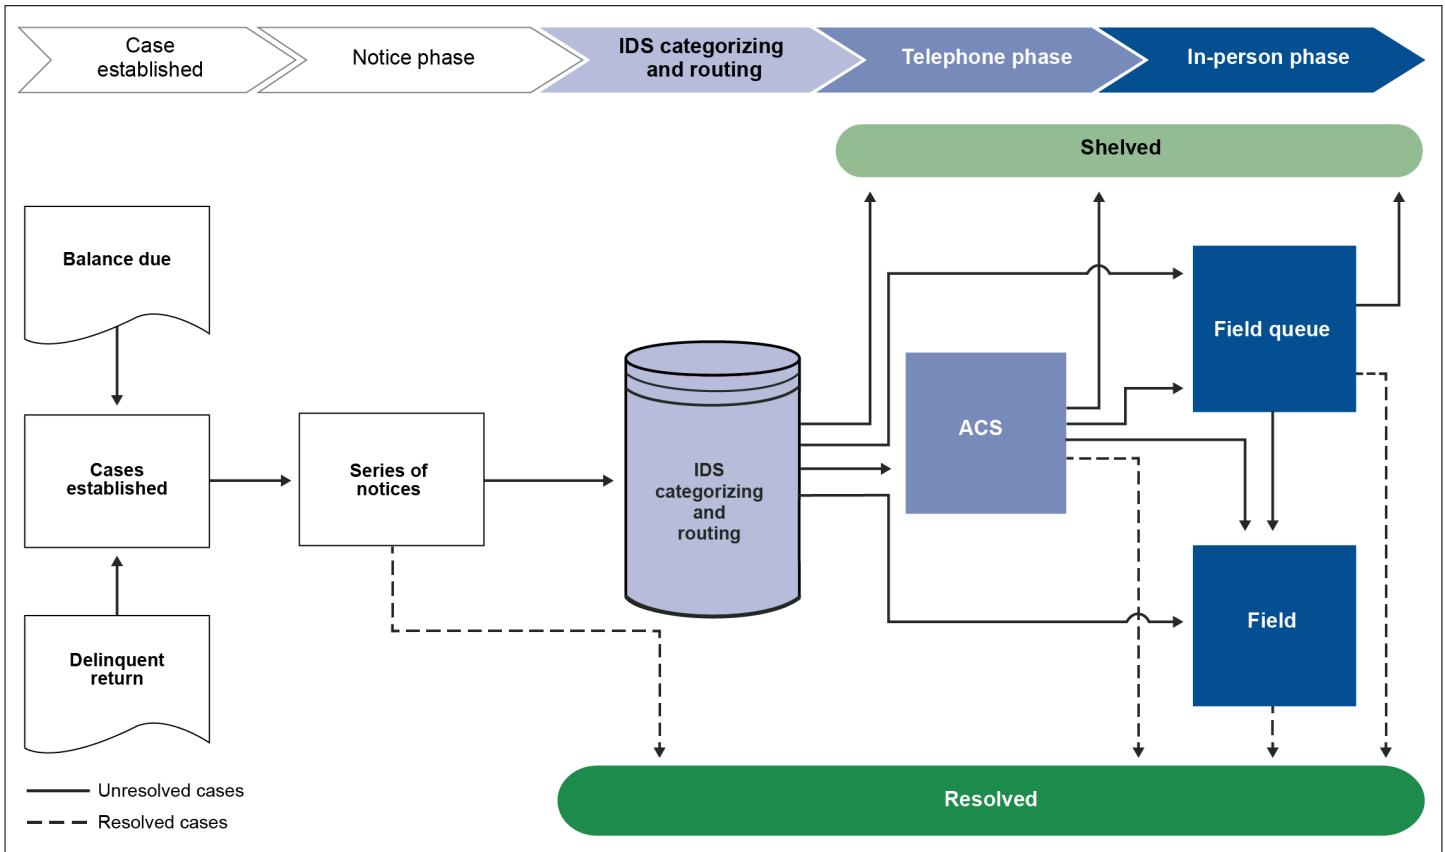 Case
established
Notice phase
IDS categorizing
and routing
Telephone phase
In-person phase
Shelved
Balance due
Field queue
ACS
Cases
established
Series of
notices
IDS
categorizing
and
routing
Field
Delinquent
return
Unresolved cases
Resolved cases
Resolved